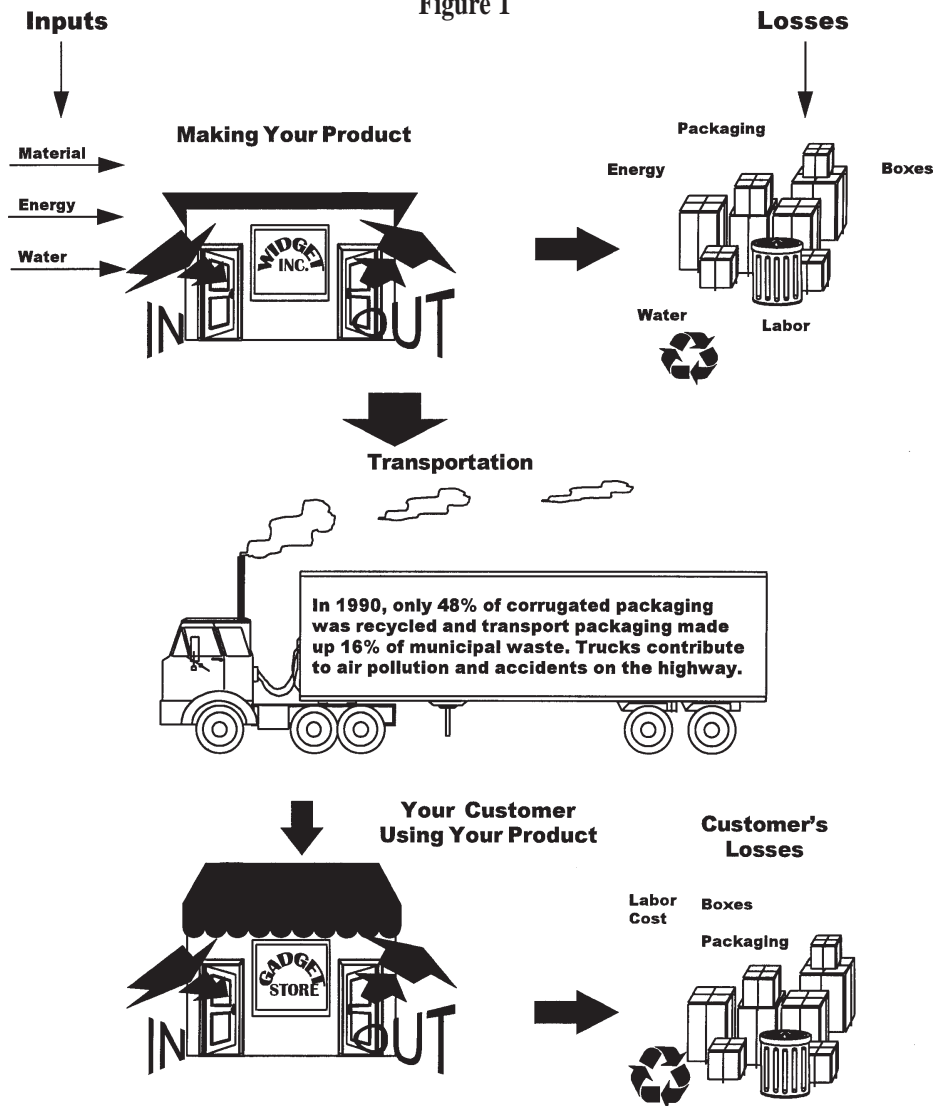 Figure 1
Inputs
Losses
Making Your Product
Material
Energy
Water
WIDGET
INC.
IN
OUT
Packaging
Energy
Boxes
Water
Labor
Transportation
In 1990, only 48% of corrugated packaging
was recycled and transport packaging made
up 16% of municipal waste. Trucks contribute
to air pollution and accidents on the highway.
Your Customer
Using Your Product
Customer's
Losses
GADGET
STORE
IN
OUT
Labor
Cost
Boxes
Packaging